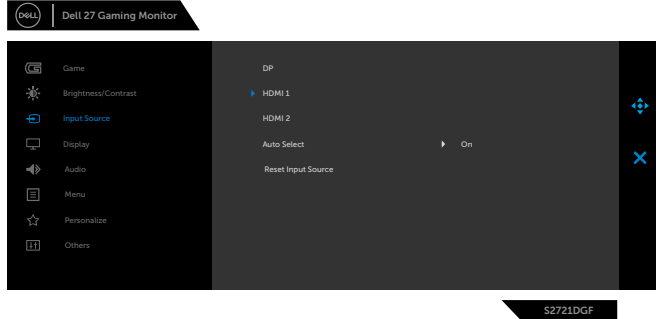 DELL Dell 27 Gaming Monitor
Game
Brightness/Contrast
Input Source
Display
Audio
Menu
Personalize
Others
DP
HDMI 1
HDMI 2
Auto Select On
Reset Input Source
S2721DGF